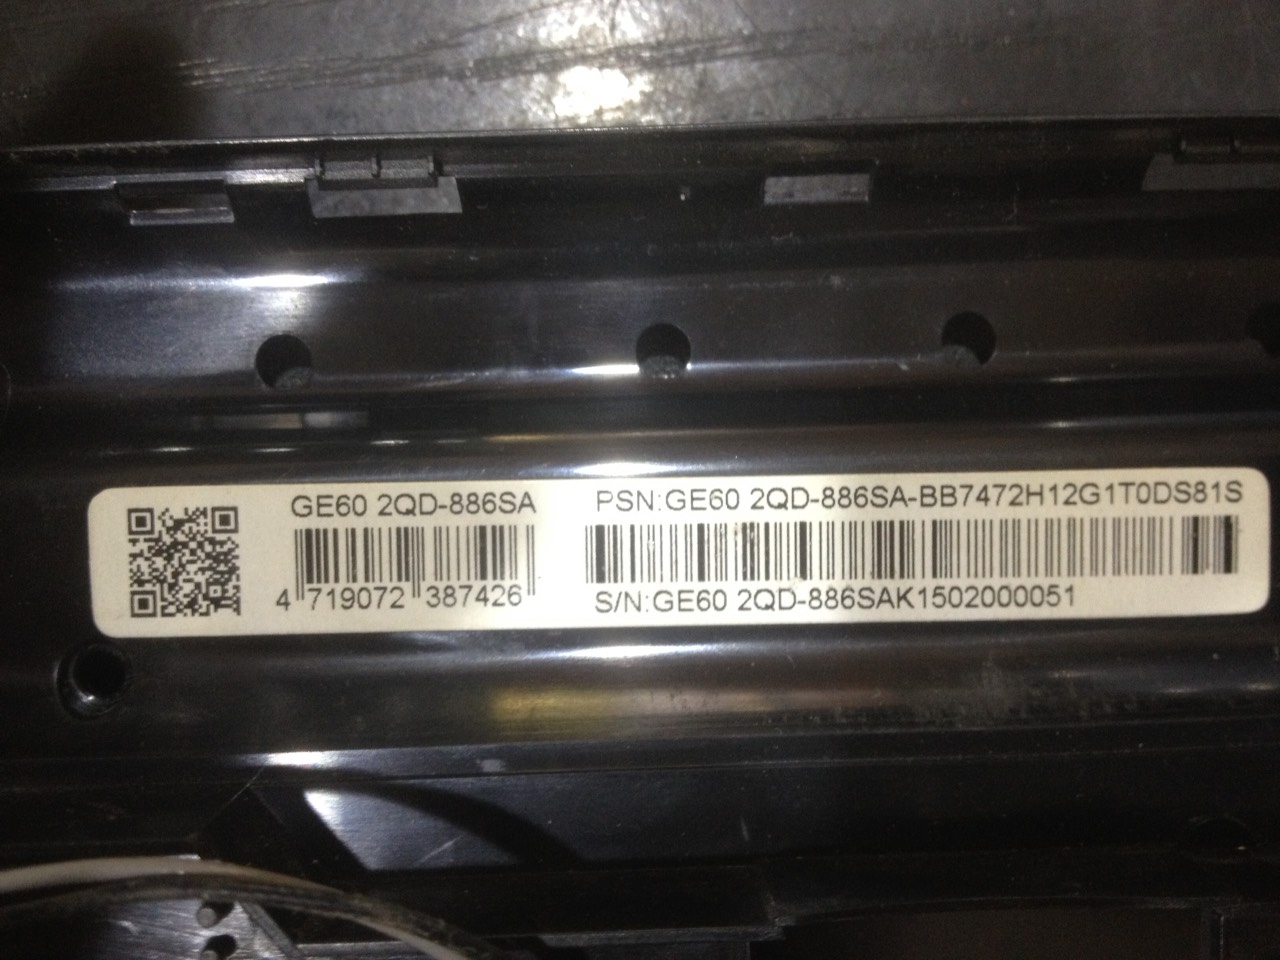 GE60 2QD-886SA
4 719072 387426
PSN:GE60 2QD-886SA-BB7472H12G1T0DS81S
S/N:GE60 2QD-886SAK1502000051